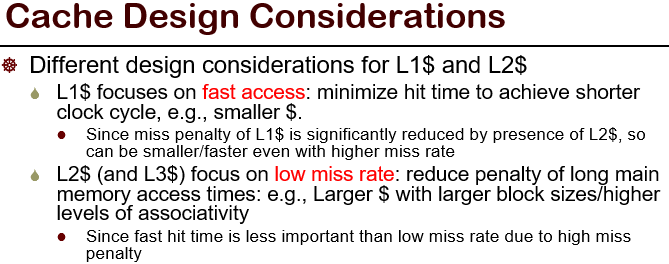 Cache Design Considerations
Different design considerations for L1$ and L2$
L1$ focuses on fast access: minimize hit time to achieve shorter
clock cycle, e.g., smaller $.
Since miss penalty of L1$ is significantly reduced by presence of L2$, so
can be smaller/faster even with higher miss rate
L2$ (and L3$) focus on low miss rate: reduce penalty of long main
memory access times: e.g., Larger $ with larger block sizes/higher
levels of associativity
Since fast hit time is less important than low miss rate due to high miss
penalty